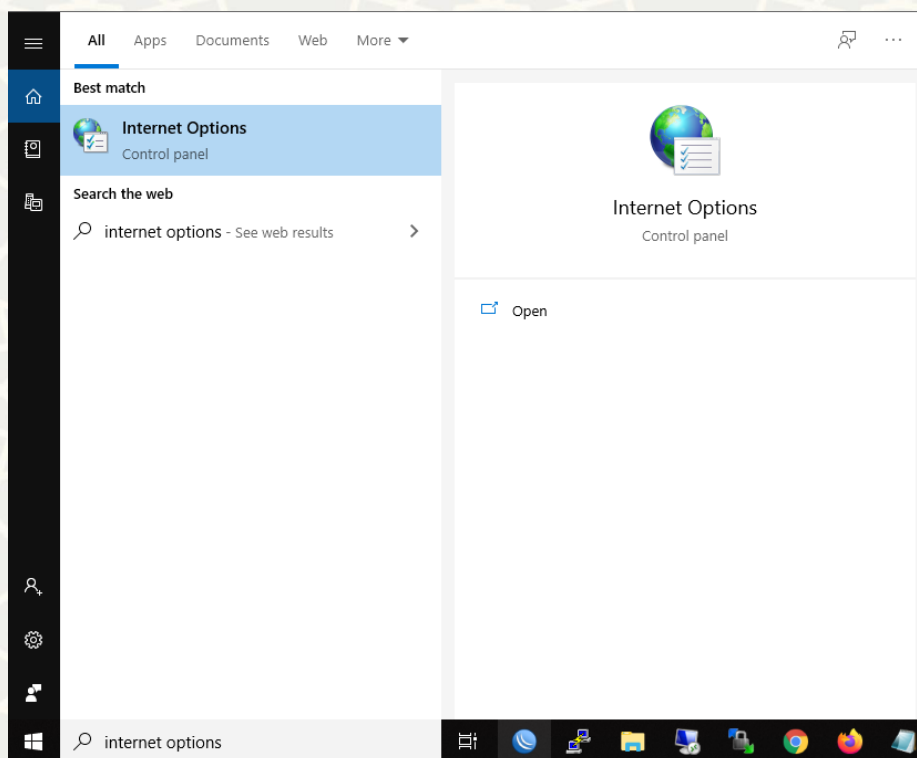 All Apps Documents Web More
Best match
Internet Options
Control panel
Search the web
internet options - See web results
Internet Options
Control panel
Open
internet options